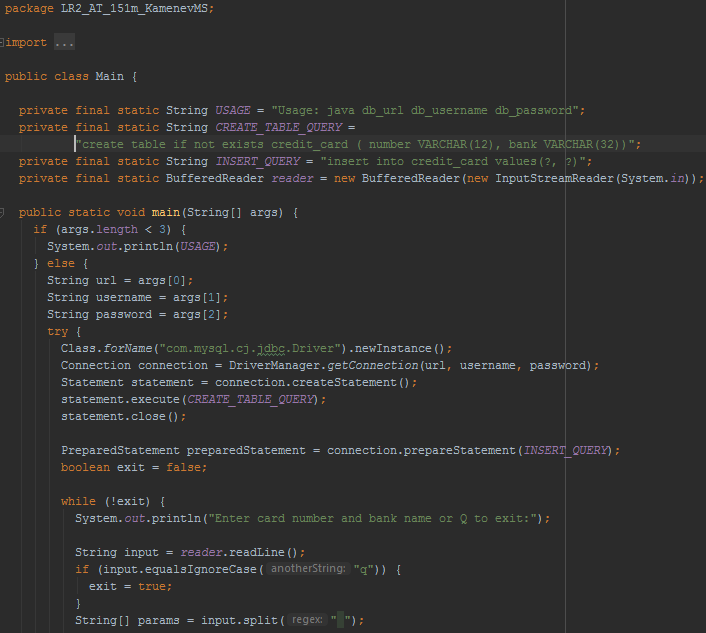 package LR2_AT_151m_KamenevMS;
import ...
public class Main {
private final static String USAGE = "Usage: java db_url db_username db_password";
private final static String CREATE_TABLE_QUERY =
"create table if not exists credit_card ( number VARCHAR(12), bank VARCHAR(32))";
private final static String INSERT_QUERY = "insert into credit_card values(?, ?)";
private final static BufferedReader reader = new BufferedReader(new InputStreamReader(System.in));
public static void main(String[] args) {
if (args.length < 3) {
System.out.println(USAGE);
} else {
String url = args[0];
String username = args[1];
String password = args[2];
try {
Class.forName("com.mysql.cj.jdbc.Driver").newInstance();
Connection connection = DriverManager.getConnection(url, username, password);
Statement statement = connection.createStatement();
statement.execute(CREATE_TABLE_QUERY);
statement.close();
PreparedStatement preparedStatement = connection.prepareStatement(INSERT_QUERY);
boolean exit = false;
while (!exit) {
System.out.println("Enter card number and bank name or Q to exit:");
String input = reader.readLine();
if (input.equalsIgnoreCase( anotherString: "q")) {
exit = true;
}
String[] params = input.split( regex: " ");